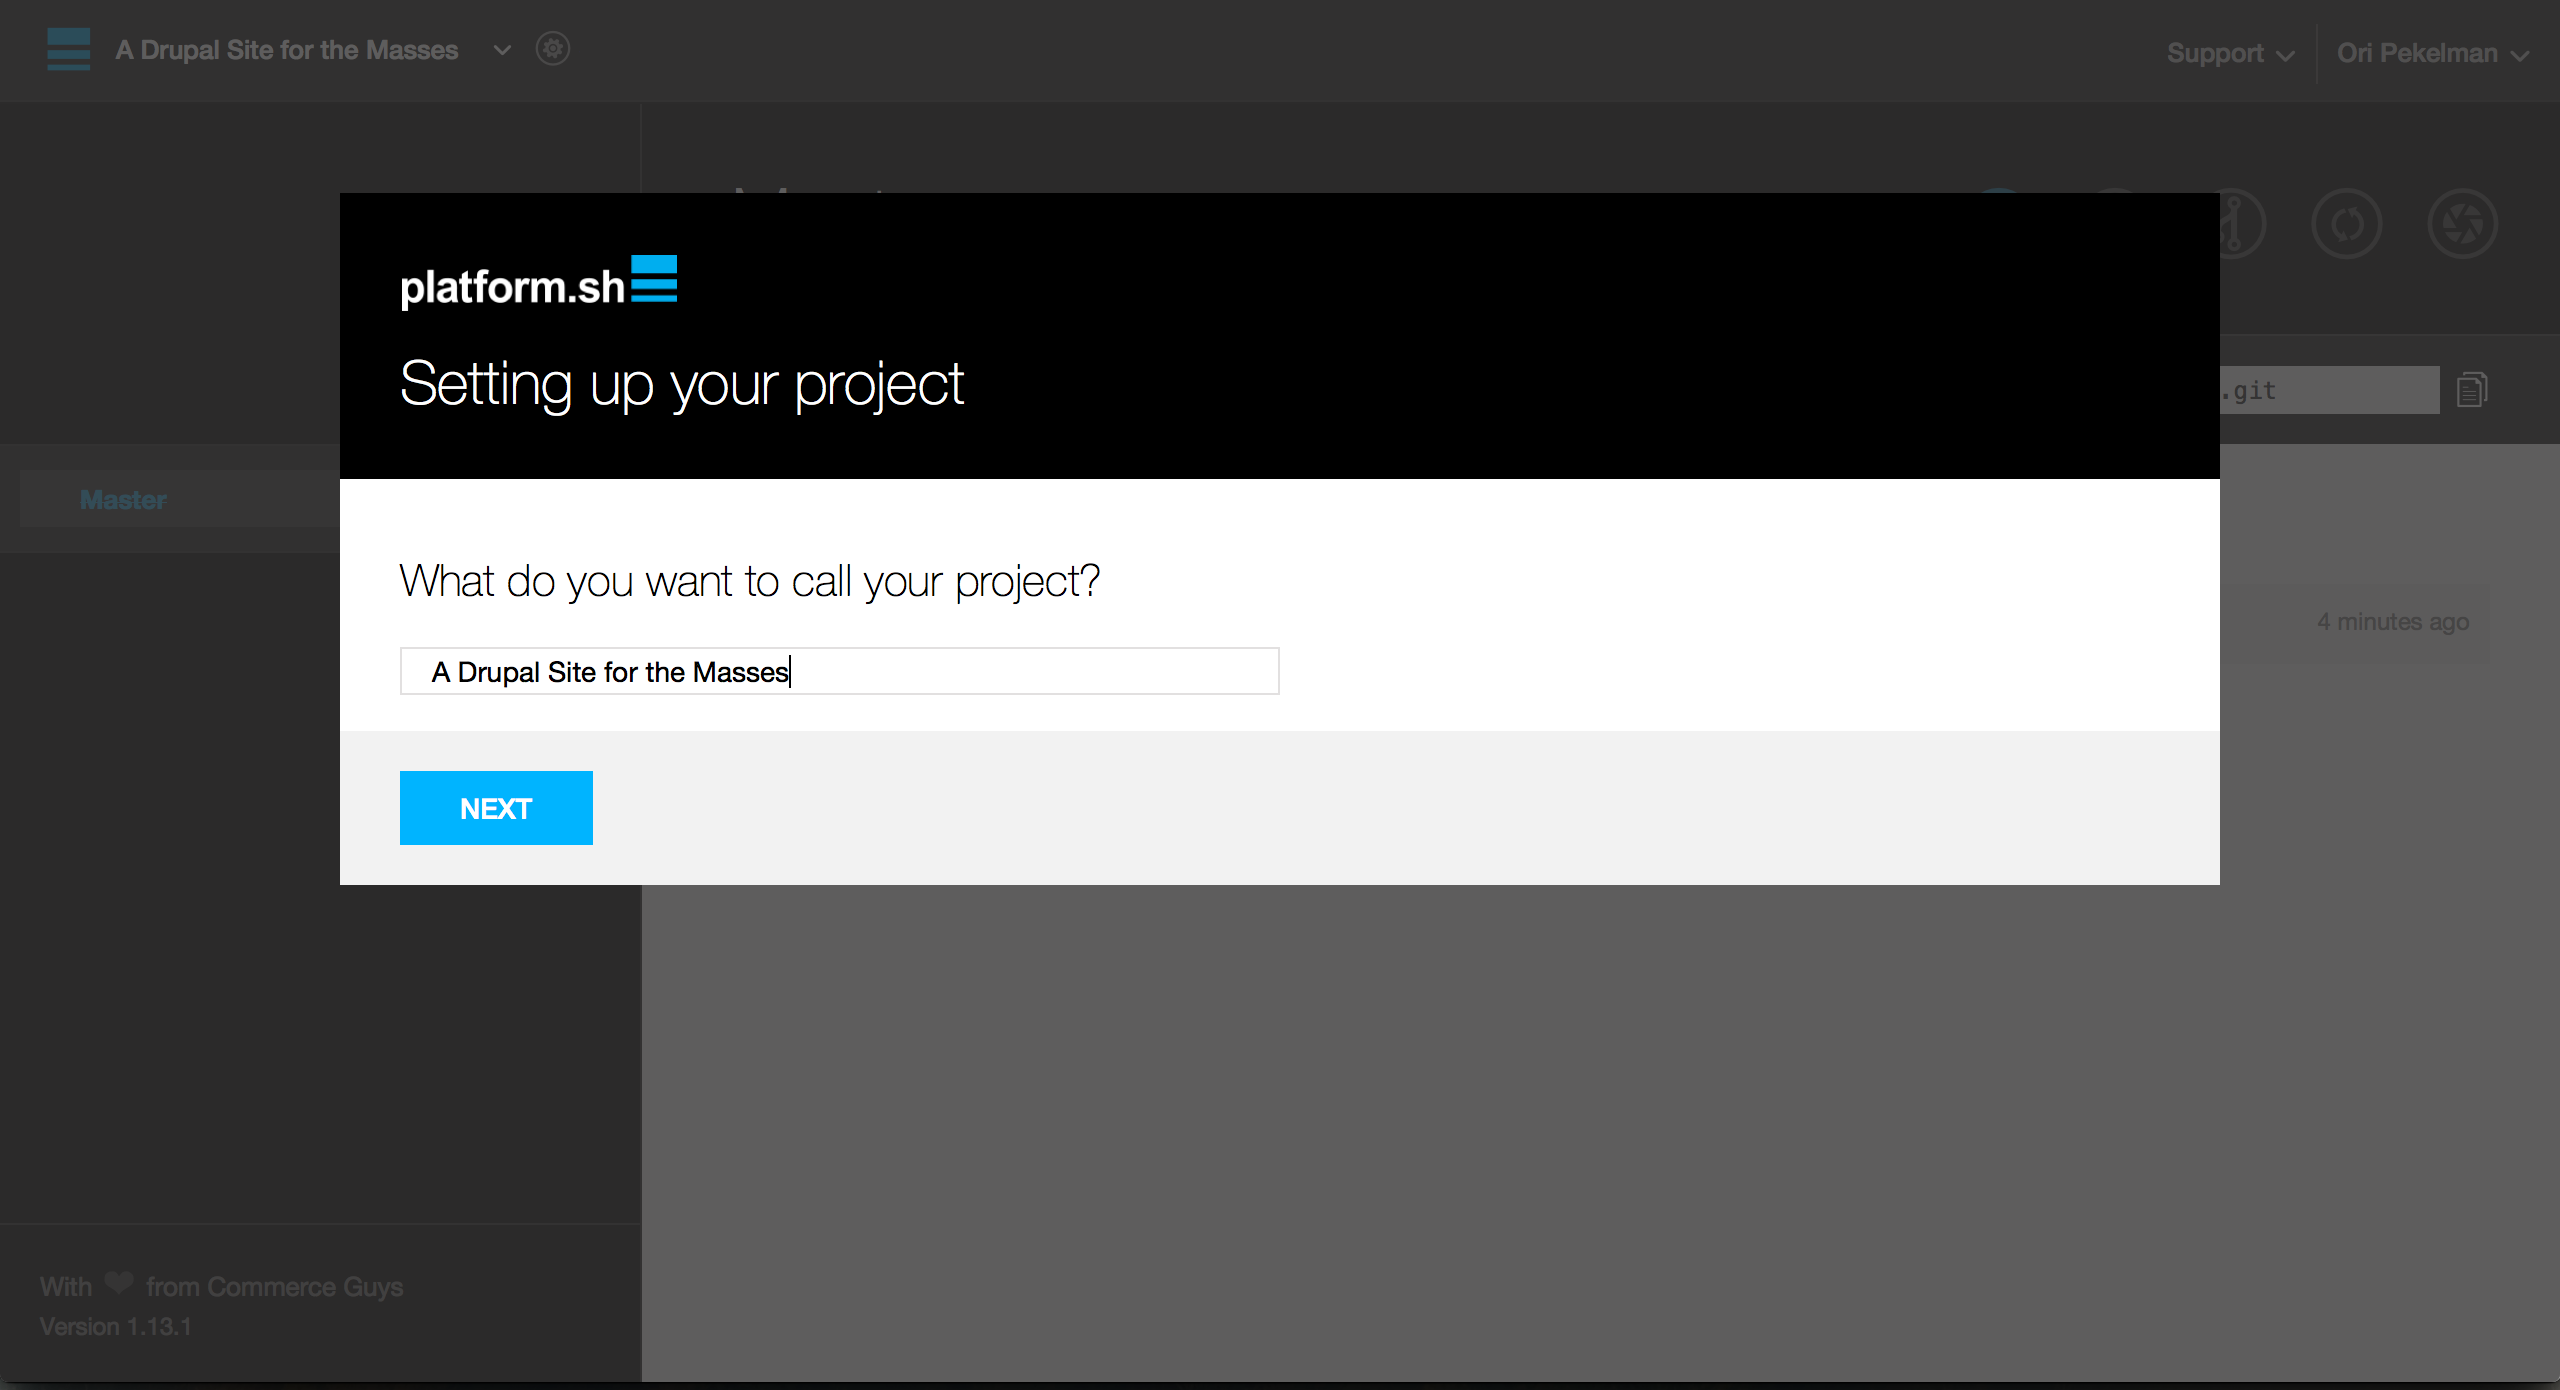 A Drupal Site for the Masses
Support
Ori Pekelman
platform.sh
Setting up your project
.git
Master
What do you want to call your project?
4 minutes ago
A Drupal Site for the Masses
NEXT
With from Commerce Guys
Version 1.13.1